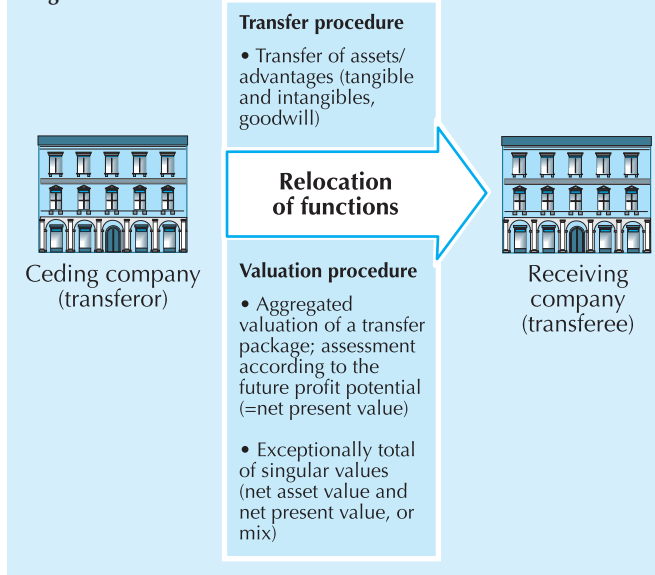 Transfer procedure
• Transfer of assets/
advantages (tangible
and intangibles,
goodwill)
Relocation
of functions
Ceding company
(transferor)
Receiving
company
(transferee)
Valuation procedure
• Aggregated
valuation of a transfer
package; assessment
according to the
future profit potential
(=net present value)
• Exceptionally total
of singular values
(net asset value and
net present value, or
mix)